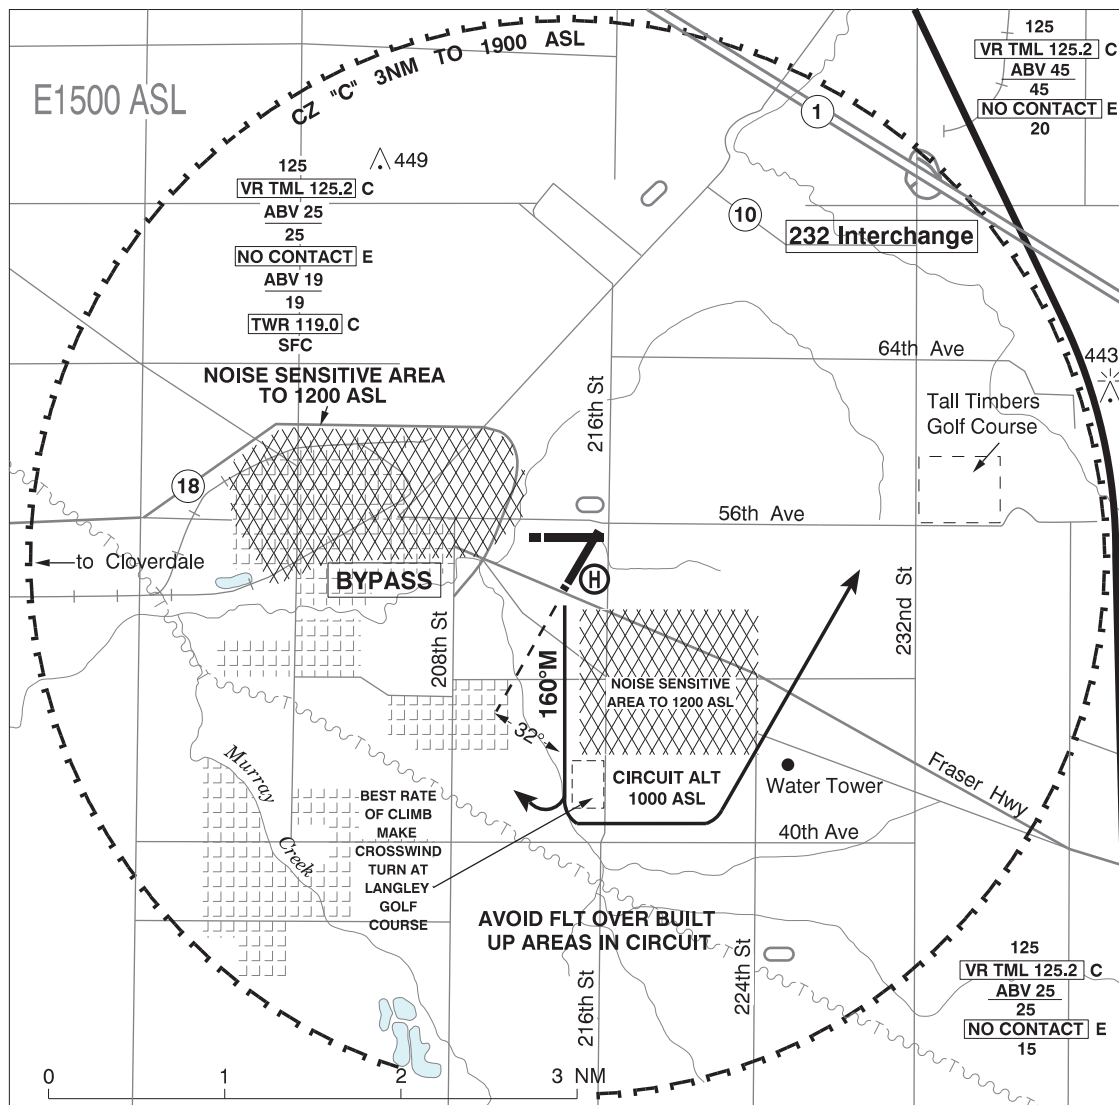 CZ "C" 3NM TO 1900 ASL
E1500 ASL
125
VR TML 125.2 C
ABV 45
45
NO CONTACT E
20
1
449
125
VR TML 125.2 C
ABV 25
25
NO CONTACT E
ABV 19
19
TWR 119.0 C
SFC
10
232 Interchange
64th Ave
443
NOISE SENSITIVE AREA
TO 1200 ASL
216th St
Tall Timbers
Golf Course
18
56th Ave
to Cloverdale
BYPASS
H
208th St
232nd St
160°M
NOISE SENSITIVE
AREA TO 1200 ASL
32°
Murray
Creek
CIRCUIT ALT
1000 ASL
Water Tower
Fraser Hwy
40th Ave
BEST RATE
OF CLIMB
MAKE
CROSSWIND
TURN AT
LANGLEY
GOLF
COURSE
AVOID FLT OVER BUILT
UP AREAS IN CIRCUIT
216th St
224th St
125
VR TML 125.2 C
ABV 25
25
NO CONTACT E
15
0 1 2 3 NM
T T T T T T T T T T T T